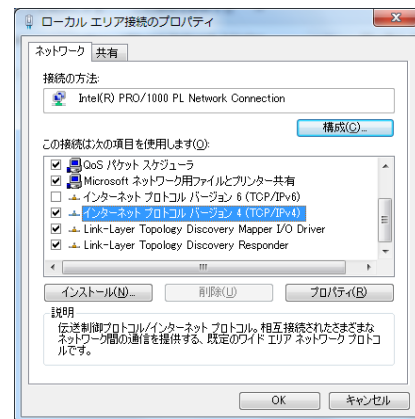 ローカル エリア接続のプロパティ
ネットワーク 共有
接続の方法:
Intel(R) PRO/1000 PL Network Connection
構成(C)...
この接続は次の項目を使用します(O):
QoS パケット スケジューラ
Microsoft ネットワーク用ファイルとプリンター共有
インターネット プロトコル バージョン 6 (TCP/IPv6)
インターネット プロトコル バージョン 4 (TCP/IPv4)
Link-Layer Topology Discovery Mapper I/O Driver
Link-Layer Topology Discovery Responder
インストール(N)... 削除(U) プロパティ(R)
説明
伝送制御プロトコル/インターネット プロトコル。相互接続されたさまざまな
ネットワーク間の通信を提供する、既定のワイド エリア ネットワーク プロトコ
ルです。
OK キャンセル